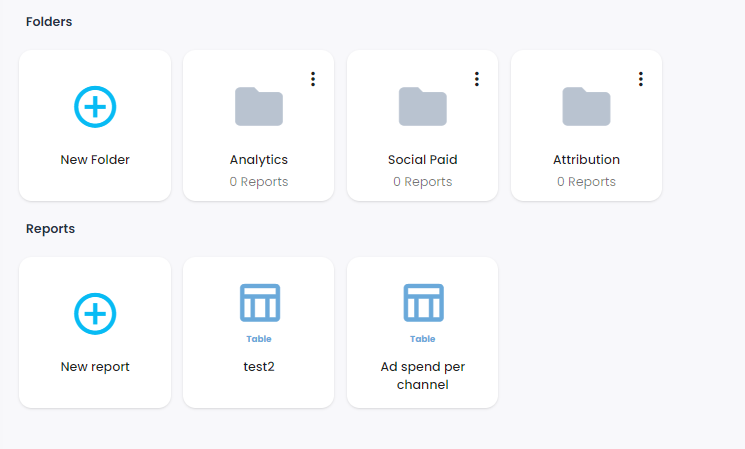 Folders
New Folder
Analytics
0 Reports
Social Paid
0 Reports
Attribution
0 Reports
Reports
New report
Table
test2
Table
Ad spend per
channel